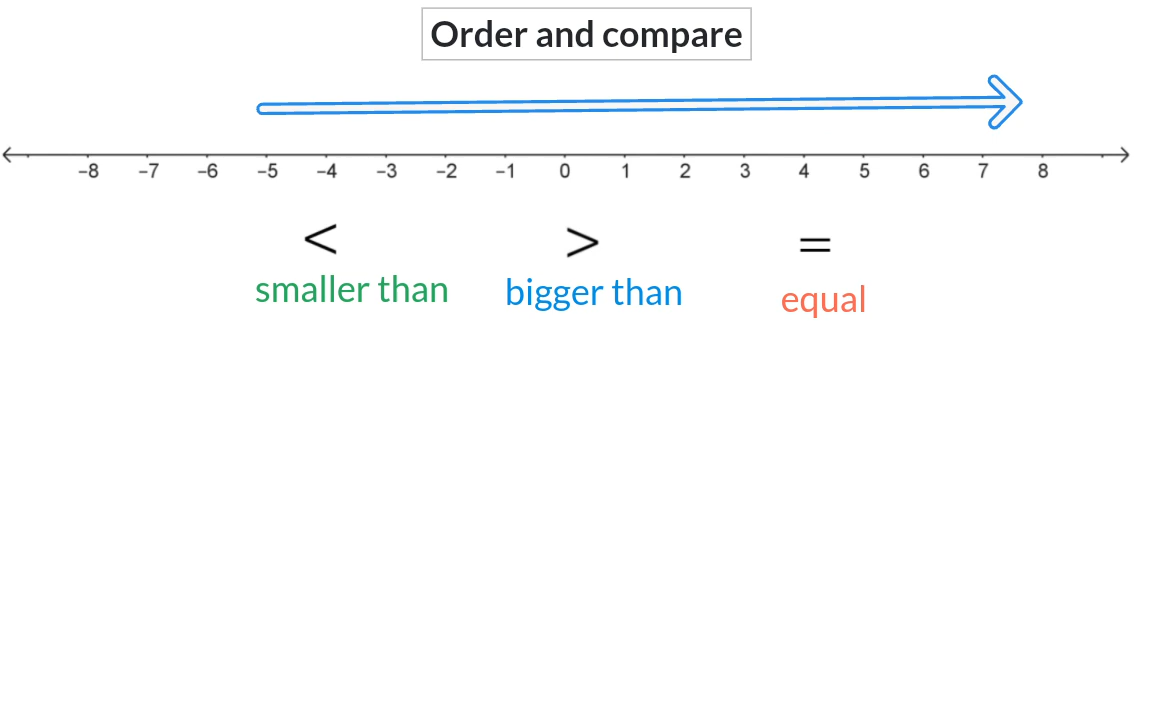 Order and compare
−8 −7 −6 −5 −4 −3 −2 −1 0 1 2 3 4 5 6 7 8
< > =
smaller than bigger than equal